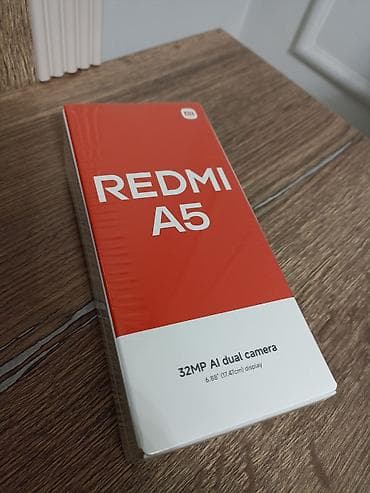 REDMI
A5
32MP AI dual camera
6.88" (17.47cm) display